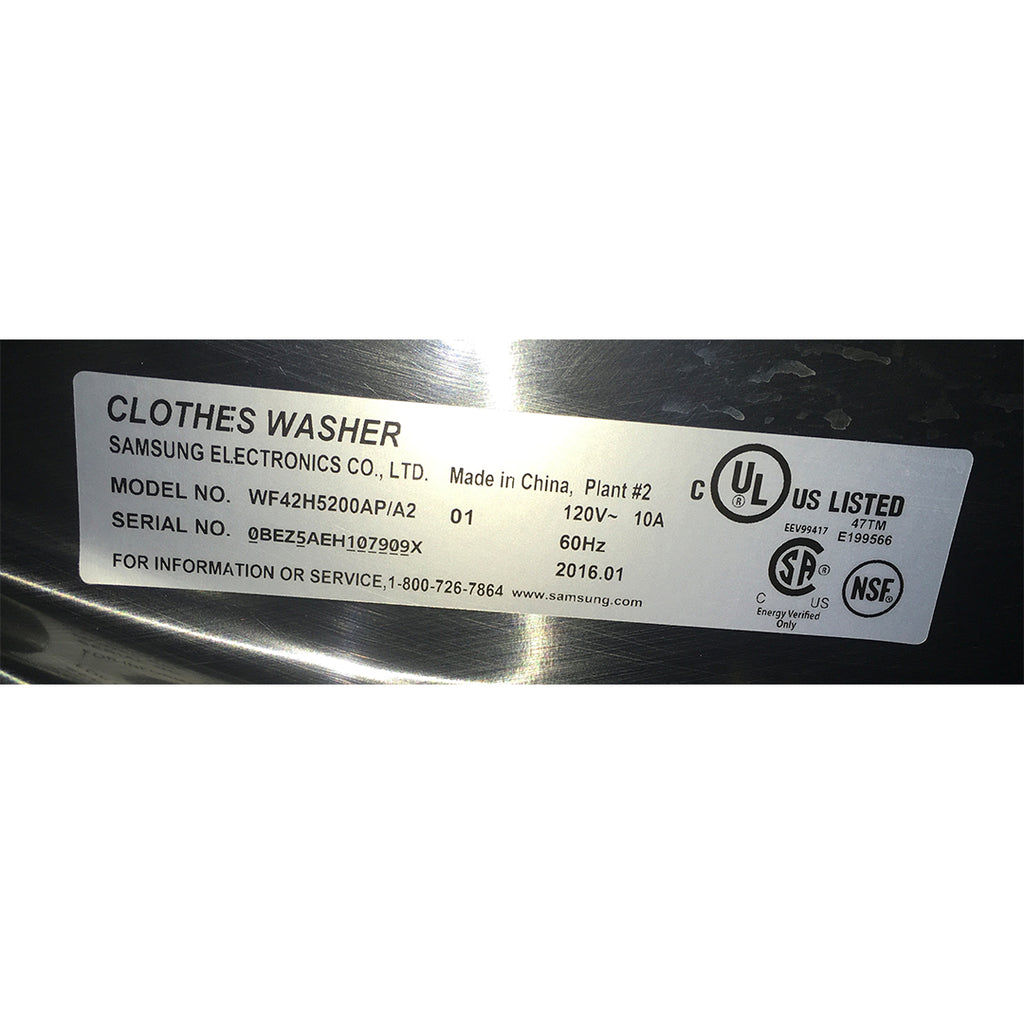 CLOTHES WASHER
SAMSUNG ELECTRONICS CO., LTD. Made in China, Plant #2
MODEL NO. WF42H5200AP/A2 01 120V~ 10A
SERIAL NO. 0BEZ5AEH107909X 60Hz
2016.01
FOR INFORMATION OR SERVICE,1-800-726-7864 www.samsung.com
C UL ® US LISTED
EEV99417 47TM
E199566
SA ®
C US
Energy Verified
Only
NSF®